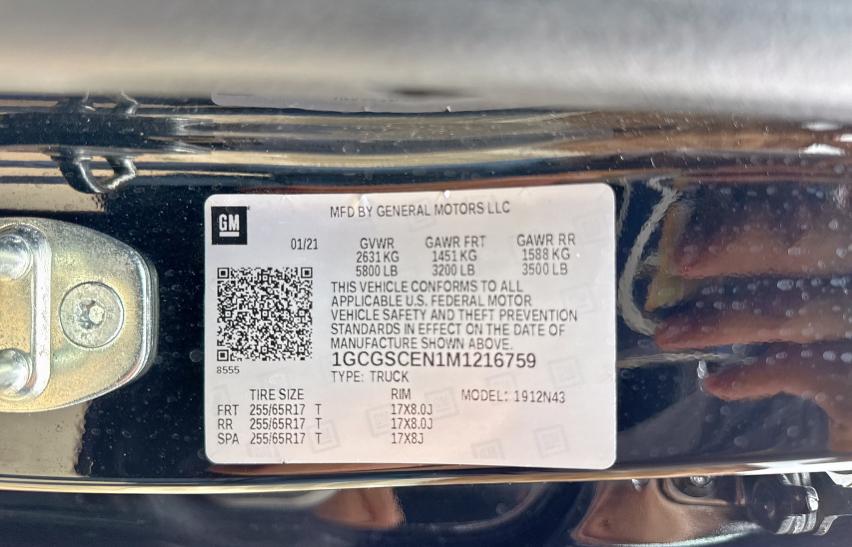 GM
MFD BY GENERAL MOTORS LLC
01/21 GVWR GAWR FRT GAWR RR
2631 KG 1451 KG 1588 KG
5800 LB 3200 LB 3500 LB
THIS VEHICLE CONFORMS TO ALL
APPLICABLE U.S. FEDERAL MOTOR
VEHICLE SAFETY AND THEFT PREVENTION
STANDARDS IN EFFECT ON THE DATE OF
MANUFACTURE SHOWN ABOVE.
8555
1GCGSCEN1M1216759
TYPE: TRUCK
TIRE SIZE RIM MODEL: 1912N43
FRT 255/65R17 T 17X8.0J
RR 255/65R17 T 17X8.0J
SPA 255/65R17 T 17X8J